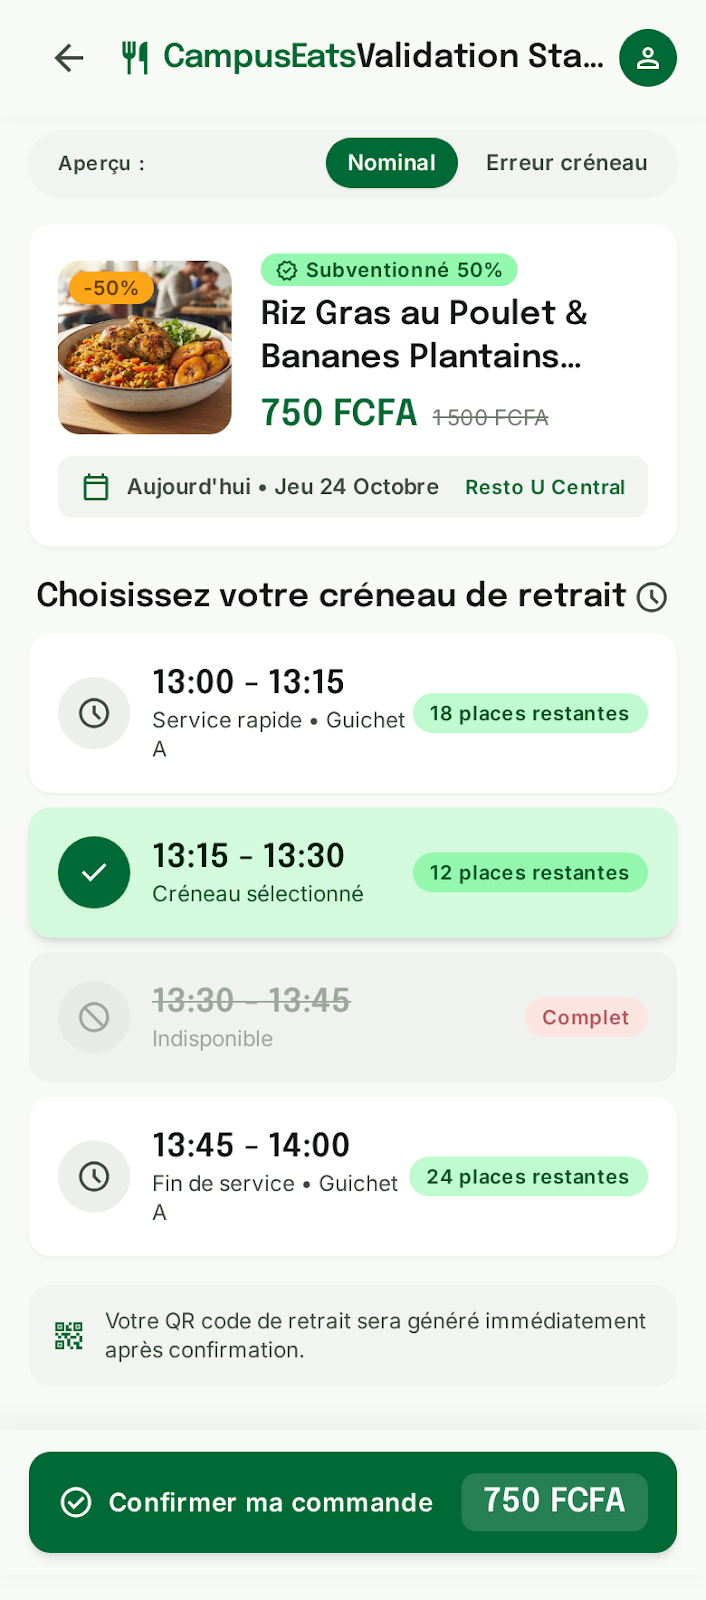 CampusEatsValidation Sta...
Aperçu :
Nominal
Erreur créneau
-50%
Subventionné 50%
Riz Gras au Poulet &
Bananes Plantains...
750 FCFA 1 500 FCFA
Aujourd'hui • Jeu 24 Octobre
Resto U Central
Choisissez votre créneau de retrait
13:00 – 13:15
Service rapide • Guichet
A
18 places restantes
13:15 – 13:30
Créneau sélectionné
12 places restantes
13:30 – 13:45
Indisponible
Complet
13:45 – 14:00
Fin de service • Guichet
A
24 places restantes
Votre QR code de retrait sera généré immédiatement
après confirmation.
Confirmer ma commande
750 FCFA